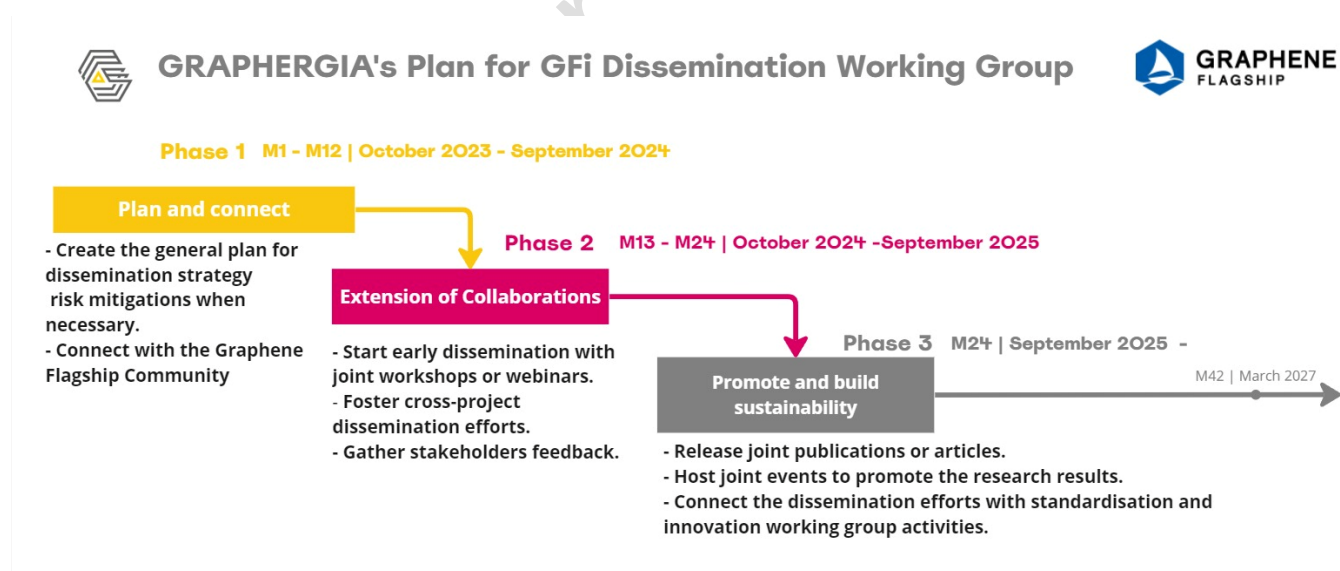 GRAPHERGIA's Plan for GFi Dissemination Working Group
GRAPHENE
FLAGSHIP
Phase 1 M1 - M12 | October 2023 - September 2024
Plan and connect
- Create the general plan for
dissemination strategy
risk mitigations when
necessary.
- Connect with the Graphene
Flagship Community
Phase 2 M13 - M24 | October 2024 -September 2025
Extension of Collaborations
- Start early dissemination with
joint workshops or webinars.
- Foster cross-project
dissemination efforts.
- Gather stakeholders feedback.
Phase 3 M24 | September 2025 -
M42 | March 2027
Promote and build
sustainability
- Release joint publications or articles.
- Host joint events to promote the research results.
- Connect the dissemination efforts with standardisation and
innovation working group activities.